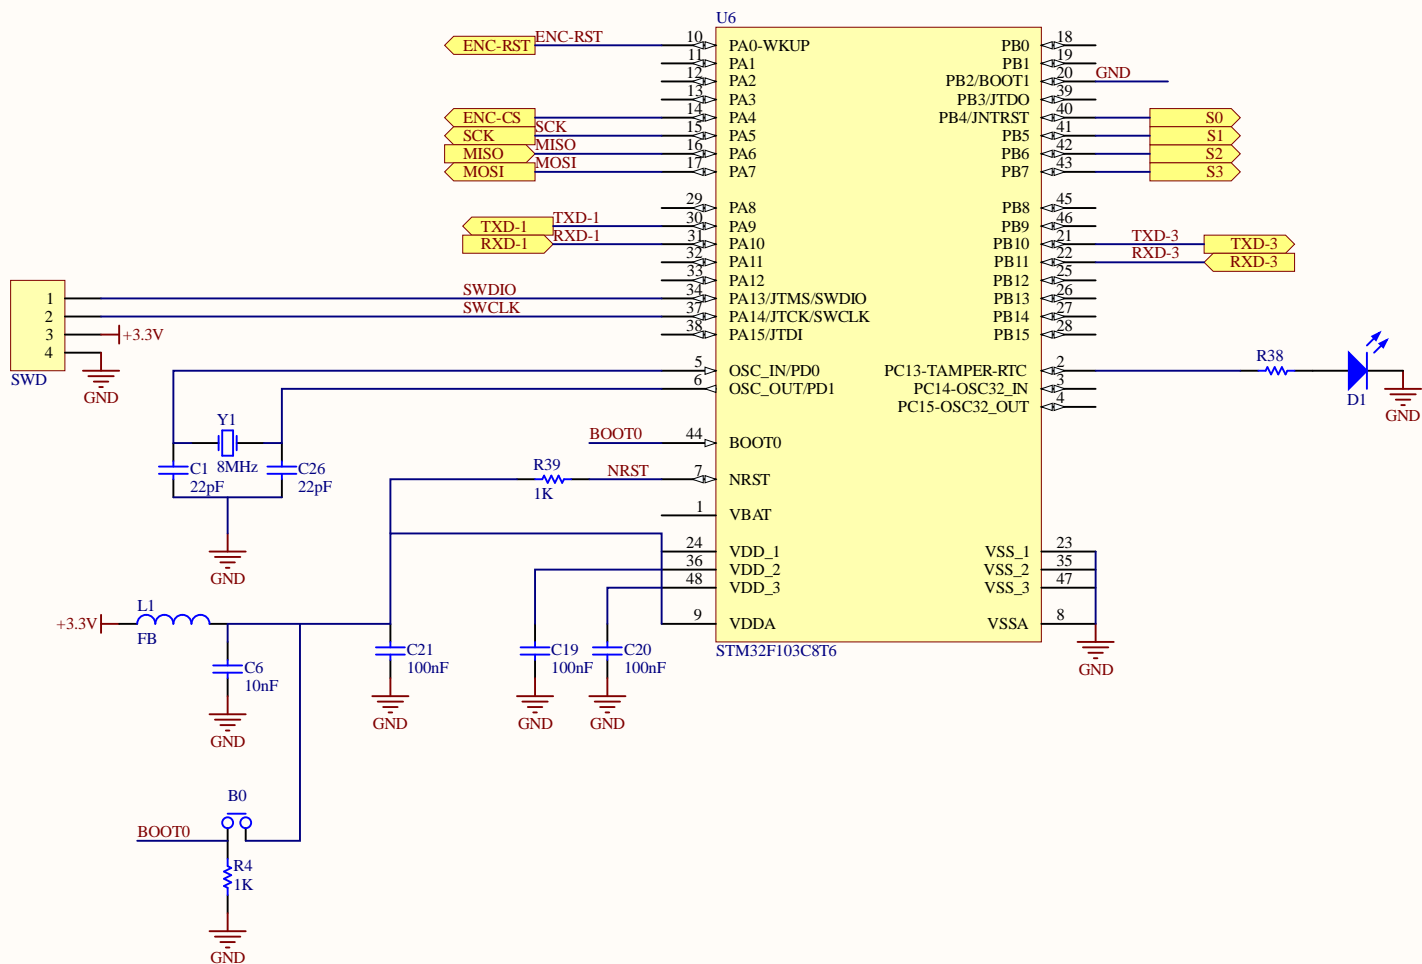 U6
ENC-RST ENC-RST 10 PA0-WKUP PB0 18
11 PA1 PB1 19
12 PA2 PB2/BOOT1 20 GND
13 PA3 PB3/JTDO 39
ENC-CS 14 PA4 PB4/JNTRST 40 S0
SCK SCK 15 PA5 PB5 41 S1
MISO MISO 16 PA6 PB6 42 S2
MOSI MOSI 17 PA7 PB7 43 S3
29 PA8 PB8 45
TXD-1 TXD-1 30 PA9 PB9 46
RXD-1 RXD-1 31 PA10 PB10 21 TXD-3 TXD-3
32 PA11 PB11 22 RXD-3 RXD-3
33 PA12 PB12 25
1 SWDIO 34 PA13/JTMS/SWDIO PB13 26
2 SWCLK 37 PA14/JTCK/SWCLK PB14 27
3 +3.3V 38 PA15/JTDI PB15 28
4
SWD
GND
5 OSC_IN/PD0 PC13-TAMPER-RTC 2 R38
6 OSC_OUT/PD1 PC14-OSC32_IN 3
PC15-OSC32_OUT 4
D1
GND
Y1
8MHz
C1
22pF
C26
22pF
GND
BOOT0 44 BOOT0
R39
1K
NRST 7 NRST
1 VBAT
24 VDD_1 VSS_1 23
36 VDD_2 VSS_2 35
48 VDD_3 VSS_3 47
9 VDDA VSSA 8
STM32F103C8T6
GND
+3.3V
L1
FB
C6
10nF
GND
C21
100nF
GND
C19
100nF
GND
C20
100nF
GND
B0
BOOT0
R4
1K
GND